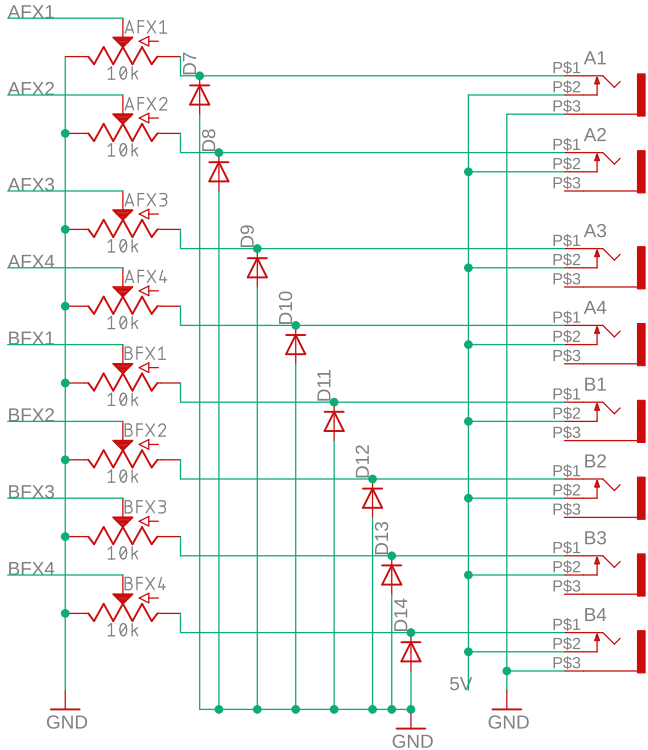 AFX1
AFX1
10k
D7
A1
P$1
P$2
P$3
AFX2
AFX2
10k
D8
A2
P$1
P$2
P$3
AFX3
AFX3
10k
D9
A3
P$1
P$2
P$3
AFX4
AFX4
10k
D10
A4
P$1
P$2
P$3
BFX1
BFX1
10k
D11
B1
P$1
P$2
P$3
BFX2
BFX2
10k
D12
B2
P$1
P$2
P$3
BFX3
BFX3
10k
D13
B3
P$1
P$2
P$3
BFX4
BFX4
10k
D14
B4
P$1
P$2
P$3
5V
GND
GND
GND